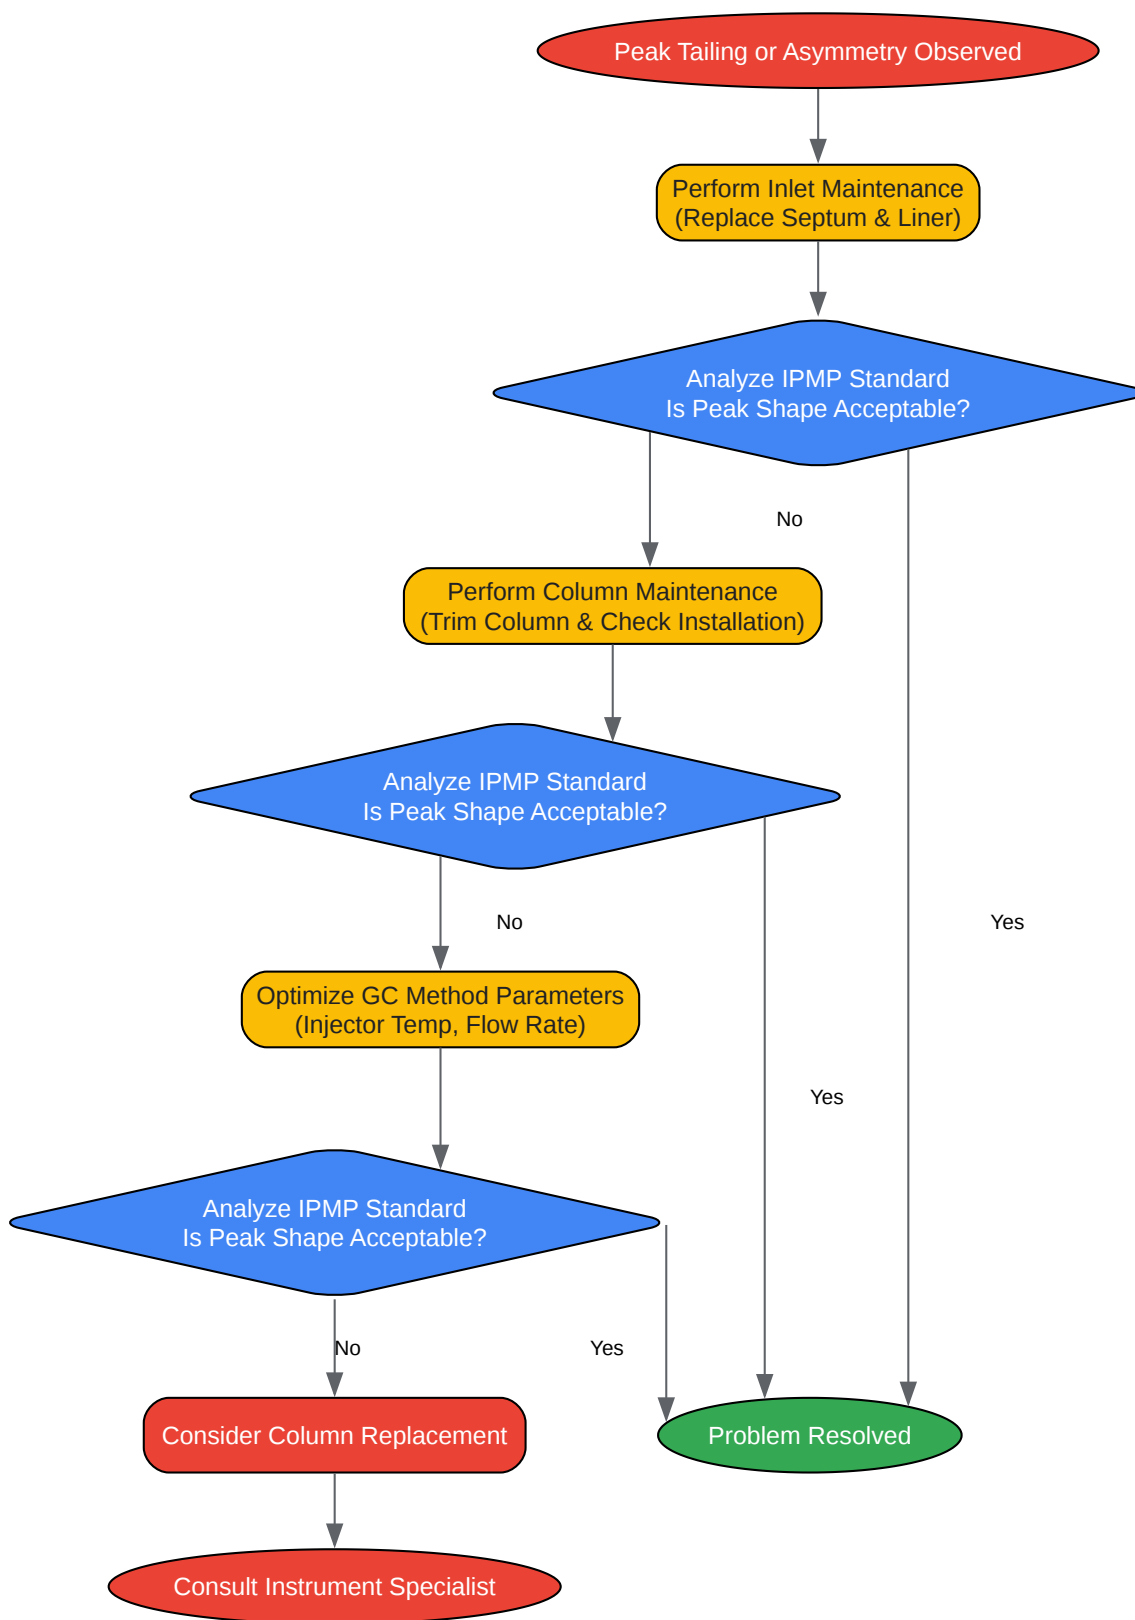 Peak Tailing or Asymmetry Observed
Perform Inlet Maintenance
(Replace Septum & Liner)
Analyze IPMP Standard
Is Peak Shape Acceptable?
No
Perform Column Maintenance
(Trim Column & Check Installation)
Analyze IPMP Standard
Is Peak Shape Acceptable?
No
Yes
Optimize GC Method Parameters
(Injector Temp, Flow Rate)
Yes
Analyze IPMP Standard
Is Peak Shape Acceptable?
No
Yes
Consider Column Replacement
Problem Resolved
Consult Instrument Specialist